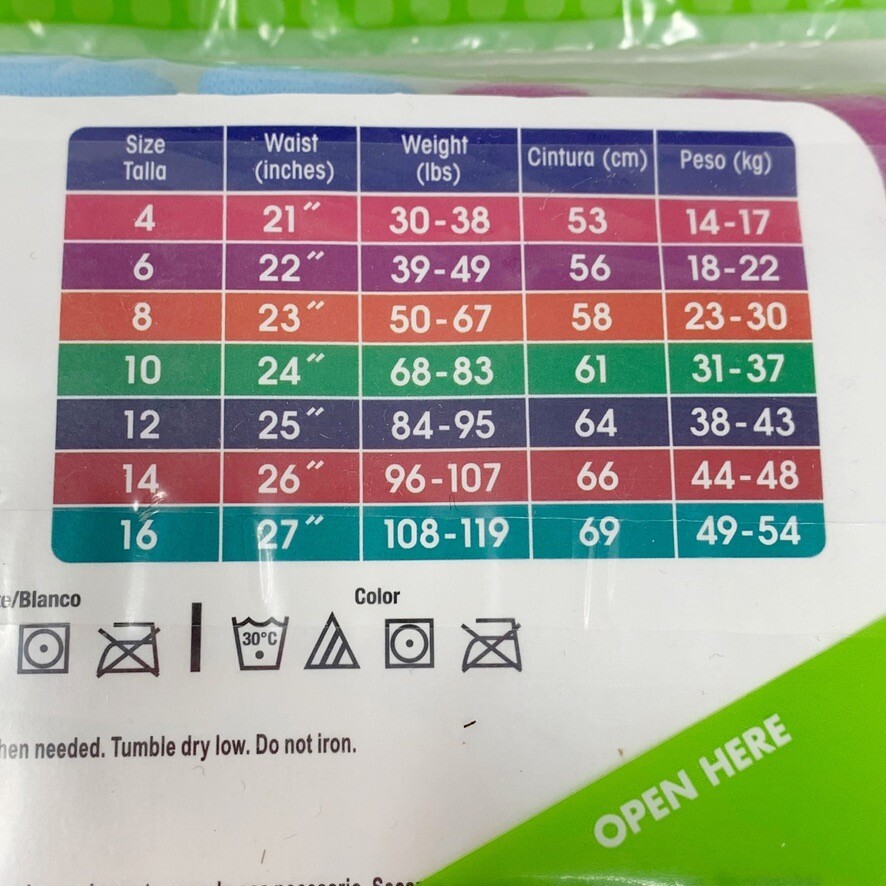 Size Talla Waist (inches) Weight (lbs) Cintura (cm) Peso (kg)
4 21" 30-38 53 14-17
6 22" 39-49 56 18-22
8 23" 50-67 58 23-30
10 24" 68-83 61 31-37
12 25" 84-95 64 38-43
14 26" 96-107 66 44-48
16 27" 108-119 69 49-54
/Blanco Color
30°C
needed. Tumble dry low. Do not iron.
OPEN HERE